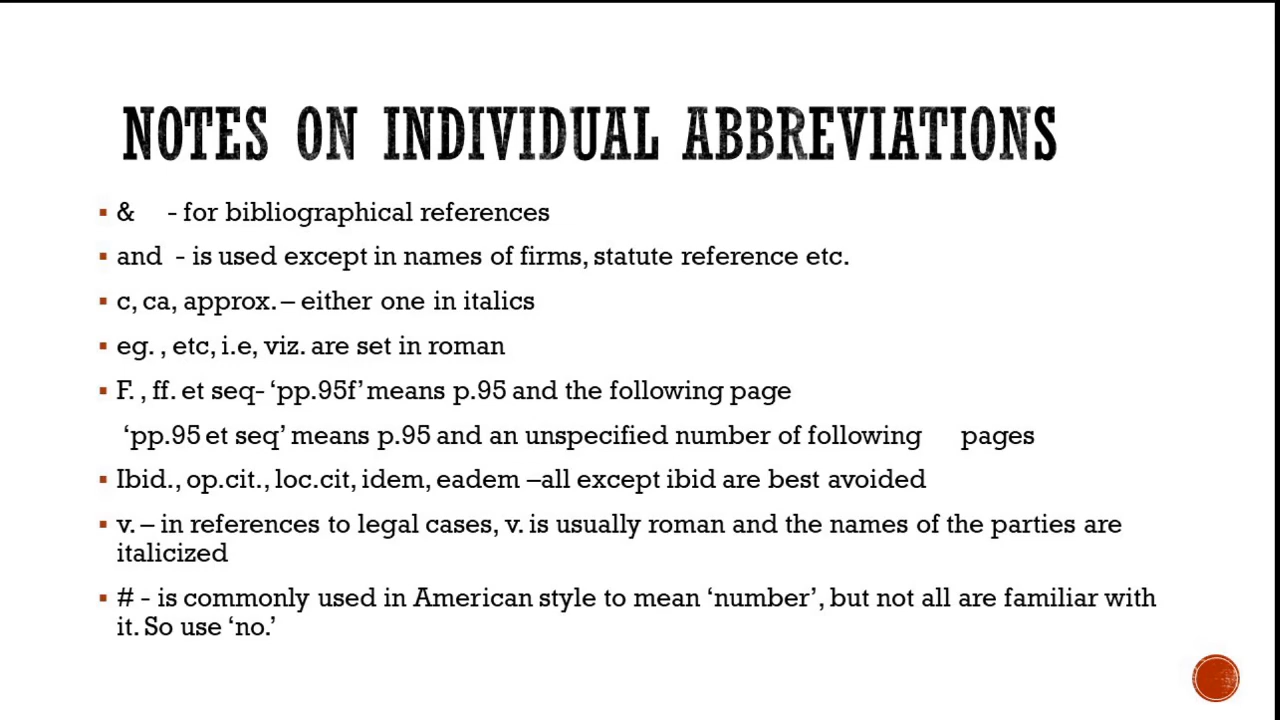 NOTES ON INDIVIDUAL ABBREVIATIONS
▪ & - for bibliographical references
▪ and - is used except in names of firms, statute reference etc.
▪ c, ca, approx. – either one in italics
▪ eg. , etc, i.e, viz. are set in roman
▪ F. , ff. et seq- ‘pp.95f’ means p.95 and the following page
‘pp.95 et seq’ means p.95 and an unspecified number of following pages
▪ Ibid., op.cit., loc.cit, idem, eadem –all except ibid are best avoided
▪ v. – in references to legal cases, v. is usually roman and the names of the parties are
italicized
▪ # - is commonly used in American style to mean ‘number’, but not all are familiar with
it. So use ‘no.’